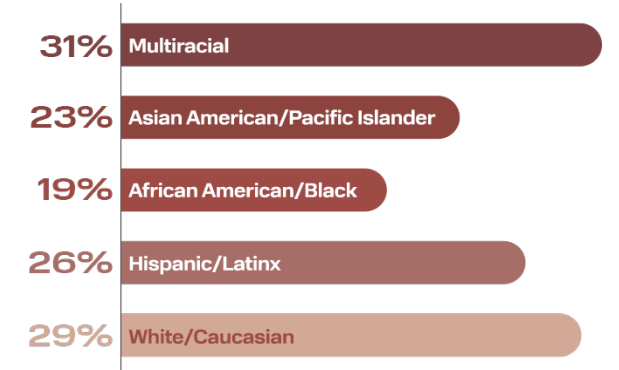 31% Multiracial
23% Asian American/Pacific Islander
19% African American/Black
26% Hispanic/Latinx
29% White/Caucasian